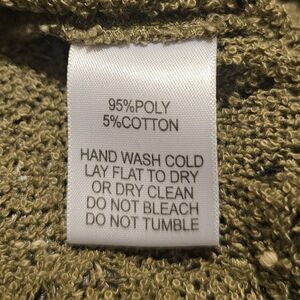 95%POLY
5%COTTON
HAND WASH COLD
LAY FLAT TO DRY
OR DRY CLEAN
DO NOT BLEACH
DO NOT TUMBLE